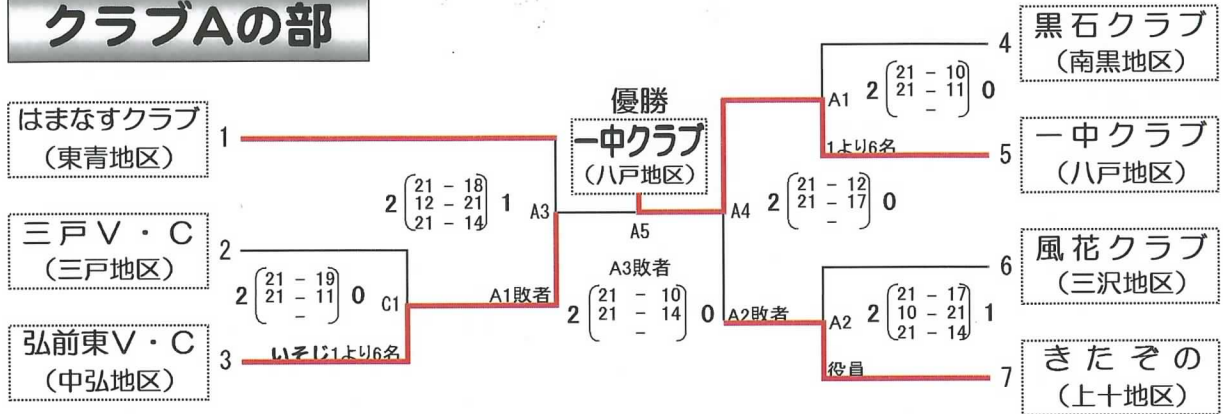 クラブAの部
はまなすクラブ
(東青地区)
1
三戸V・C
(三戸地区)
2
弘前東V・C
(中弘地区)
3
2 (21 - 19 21 - 11 -) 0
C1
いそじ1より6名
A1敗者
2 (21 - 18 12 - 21 21 - 14) 1
A3
優勝
一中クラブ
(八戸地区)
A5
A3敗者
2 (21 - 10 21 - 14 -) 0
A4
2 (21 - 12 21 - 17 -) 0
A2敗者
A1
2 (21 - 10 21 - 11 -) 0
1より6名
4
黒石クラブ
(南黒地区)
5
一中クラブ
(八戸地区)
A2
2 (21 - 17 10 - 21 21 - 14) 1
役員
6
風花クラブ
(三沢地区)
7
きたぞの
(上十地区)